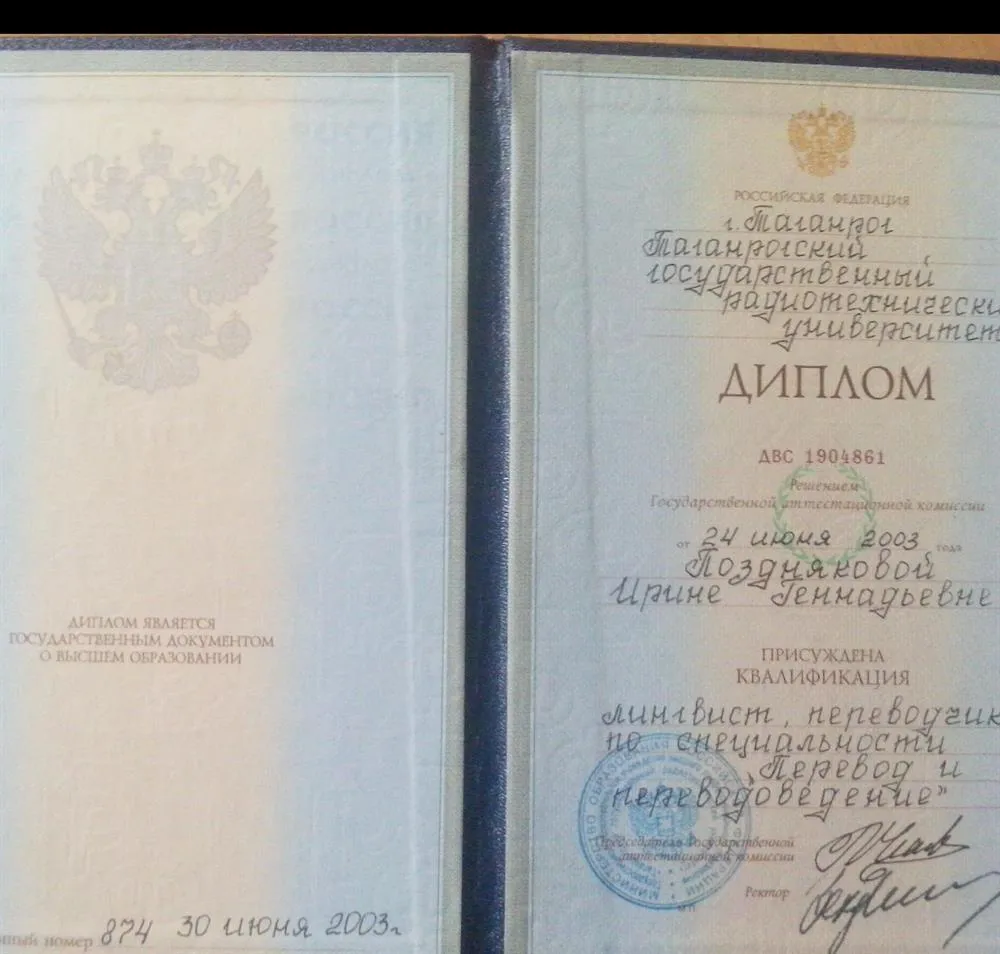 ДИПЛОМ ЯВЛЯЕТСЯ
ГОСУДАРСТВЕННЫМ ДОКУМЕНТОМ
О ВЫСШЕМ ОБРАЗОВАНИИ
номер 874 30 июня 2003г
РОССИЙСКАЯ ФЕДЕРАЦИЯ
г. Таганрог
Таганрогский
государственный
радиотехнически
университет
ДИПЛОМ
ДВС 1904861
Решением
Государственной аттестационной комиссии
от 24 июня 2003 года
Поздняковой
Ирине Геннадьевне
ПРИСУЖДЕНА
КВАЛИФИКАЦИЯ
лингвист, переводчик
по специальности
„Перевод и
переводоведение"
Председатель Государственной
аттестационной комиссии
Ректор
М.П.